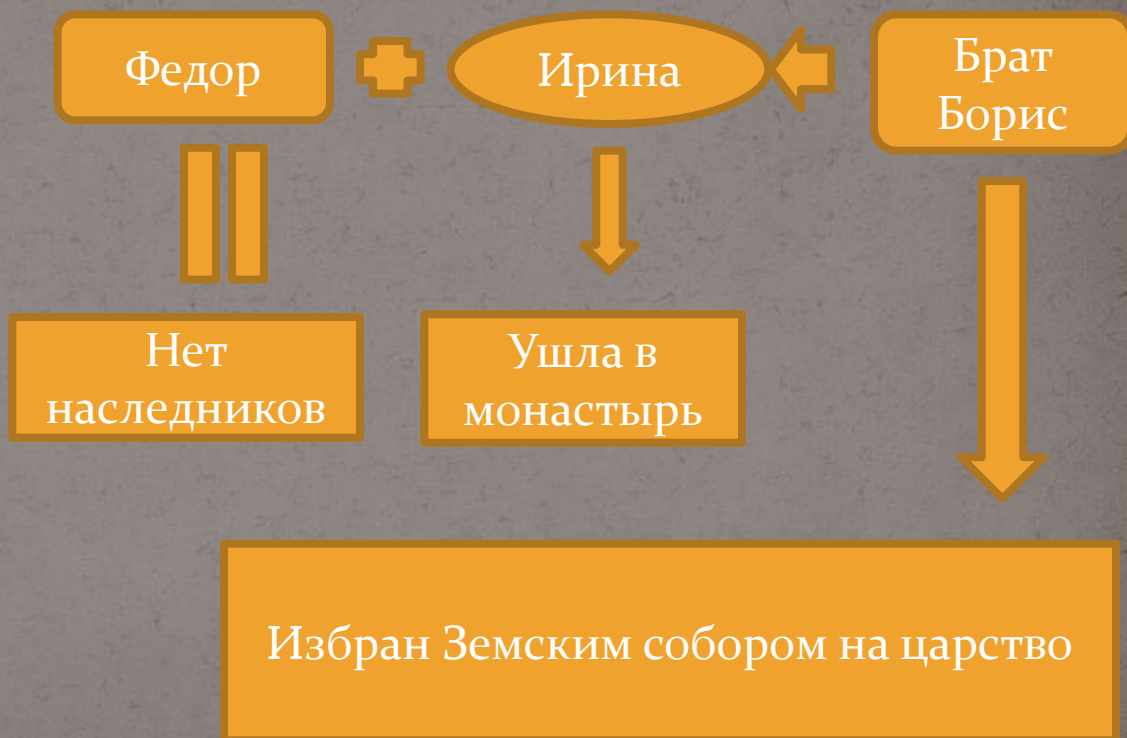 Федор
Ирина
Брат
Борис
Нет
наследников
Ушла в
монастырь
Избран Земским собором на царство